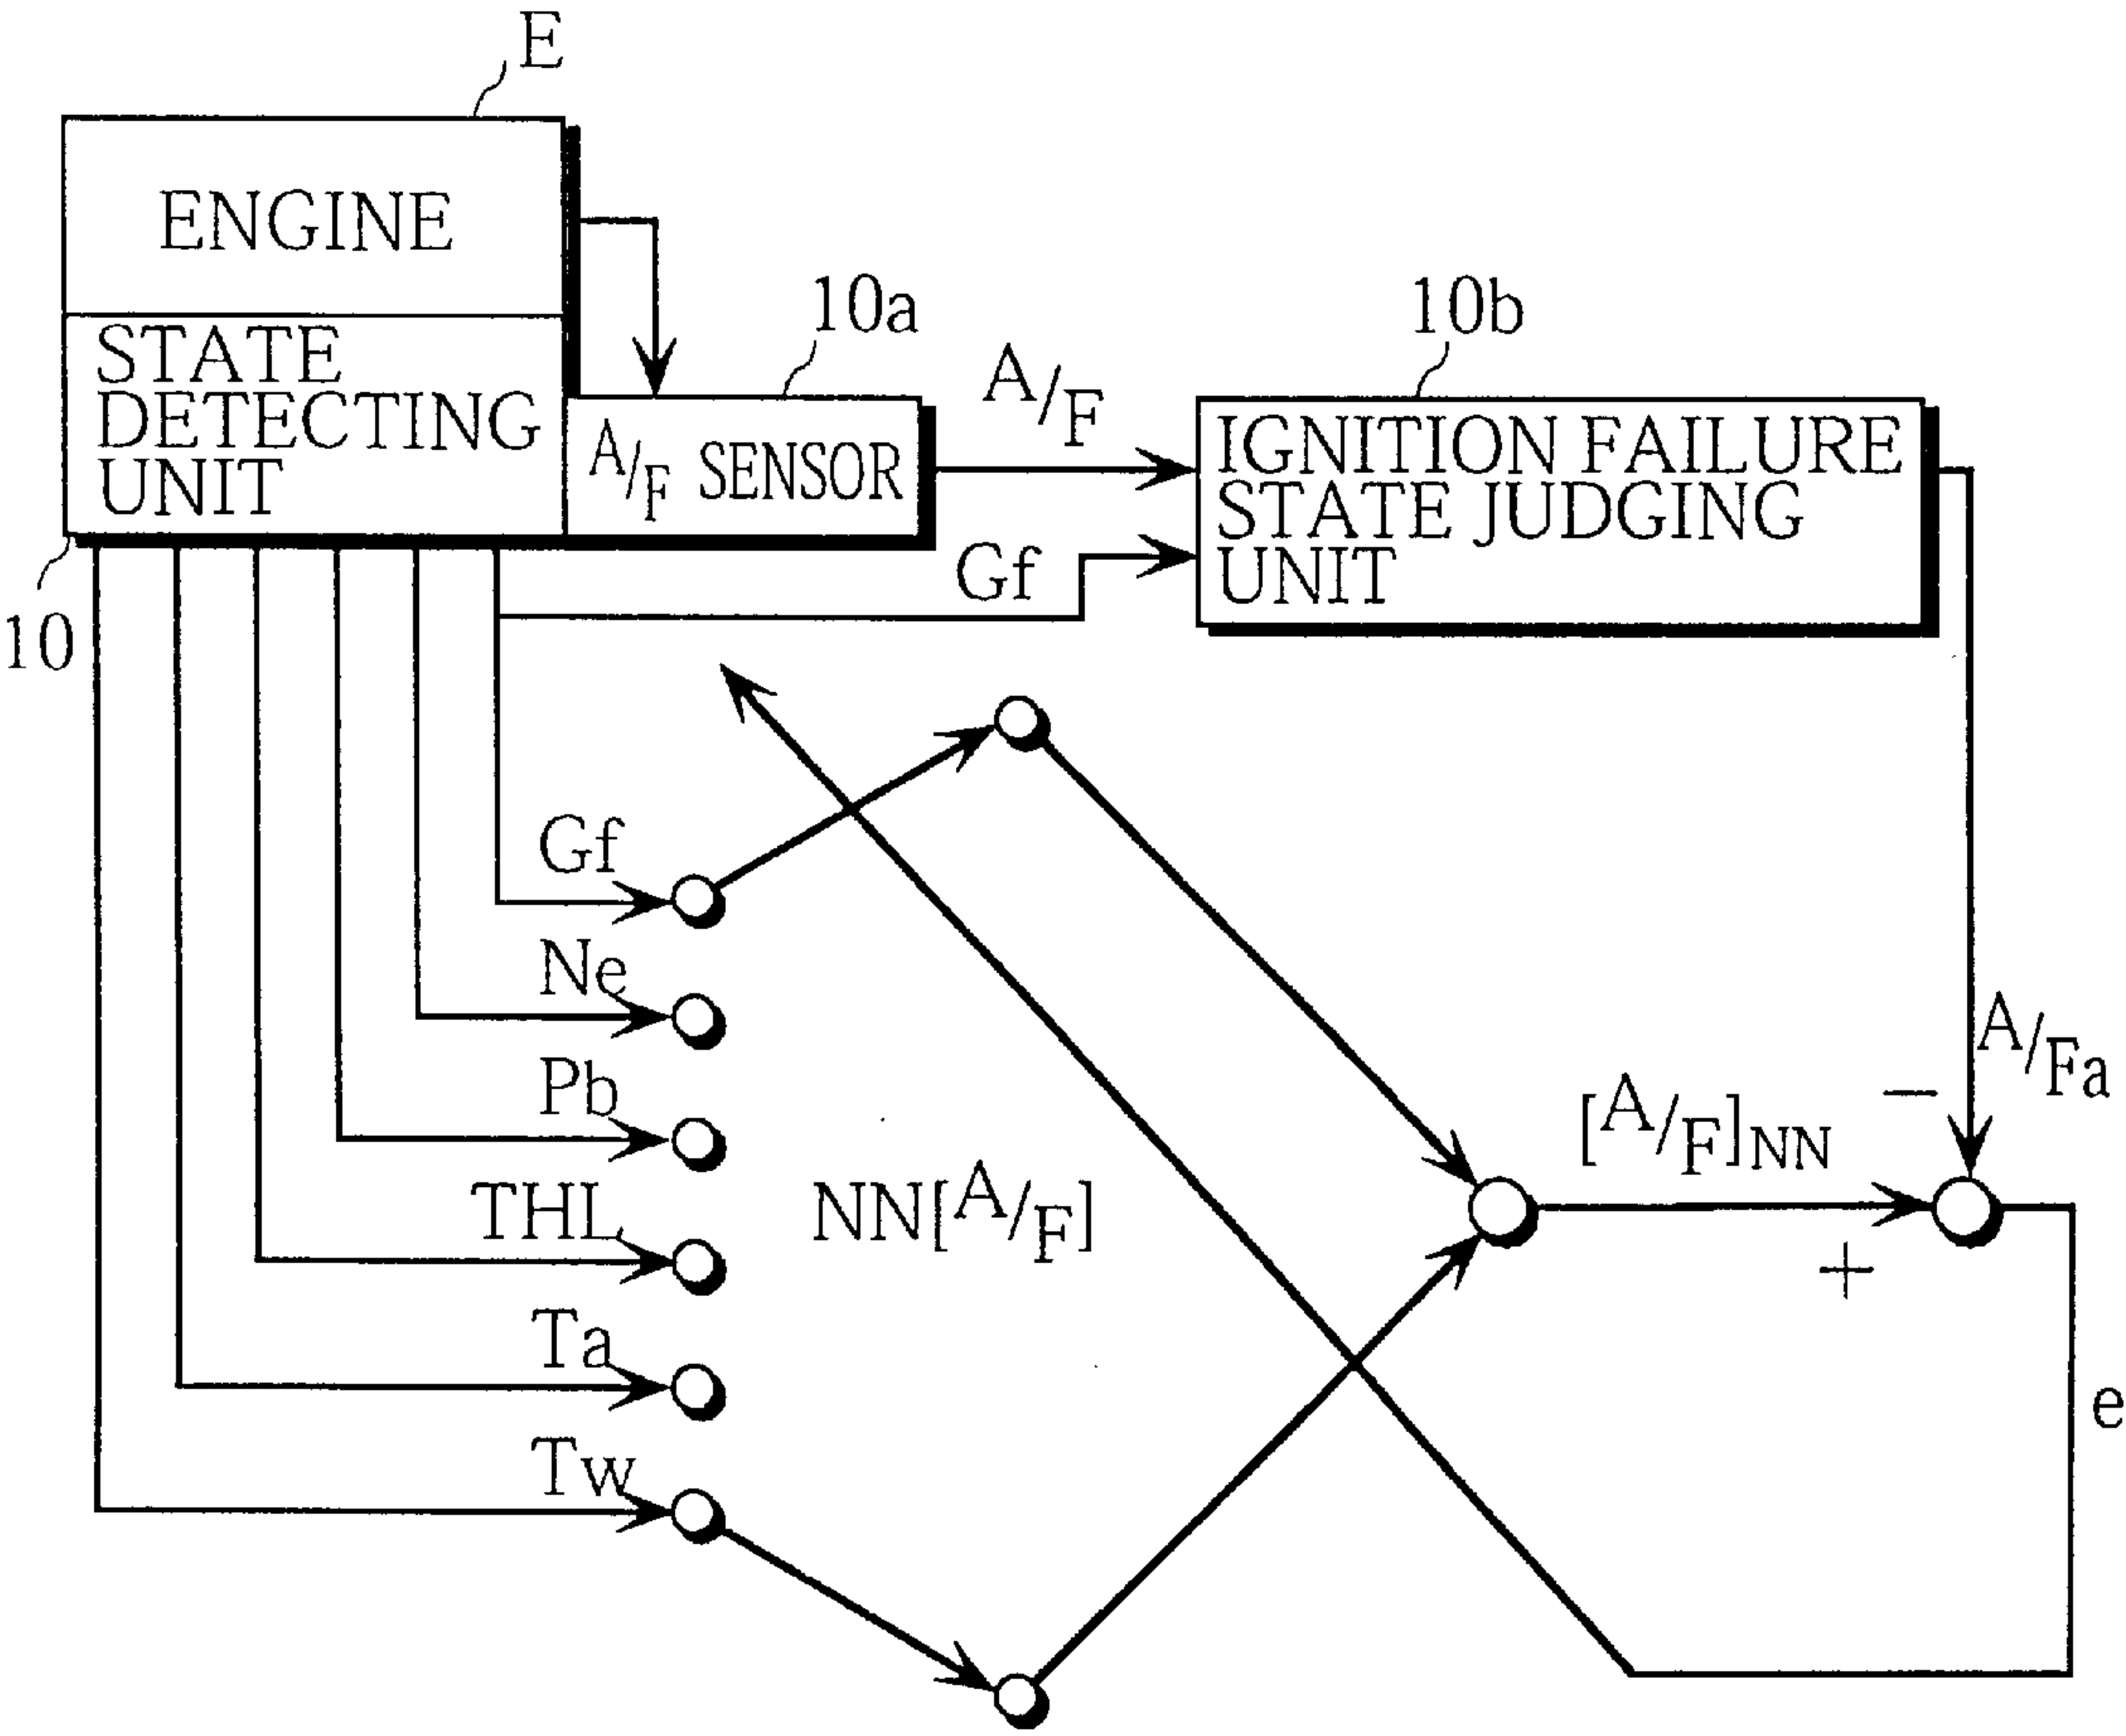 E
ENGINE
STATE
DETECTING
UNIT
10
10a
A/F SENSOR
A/F
Gf
10b
IGNITION FAILURE
STATE JUDGING
UNIT
Gf
Ne
Pb
THL
Ta
Tw
NN[A/F]
[A/F]NN
−
A/Fa
+
e